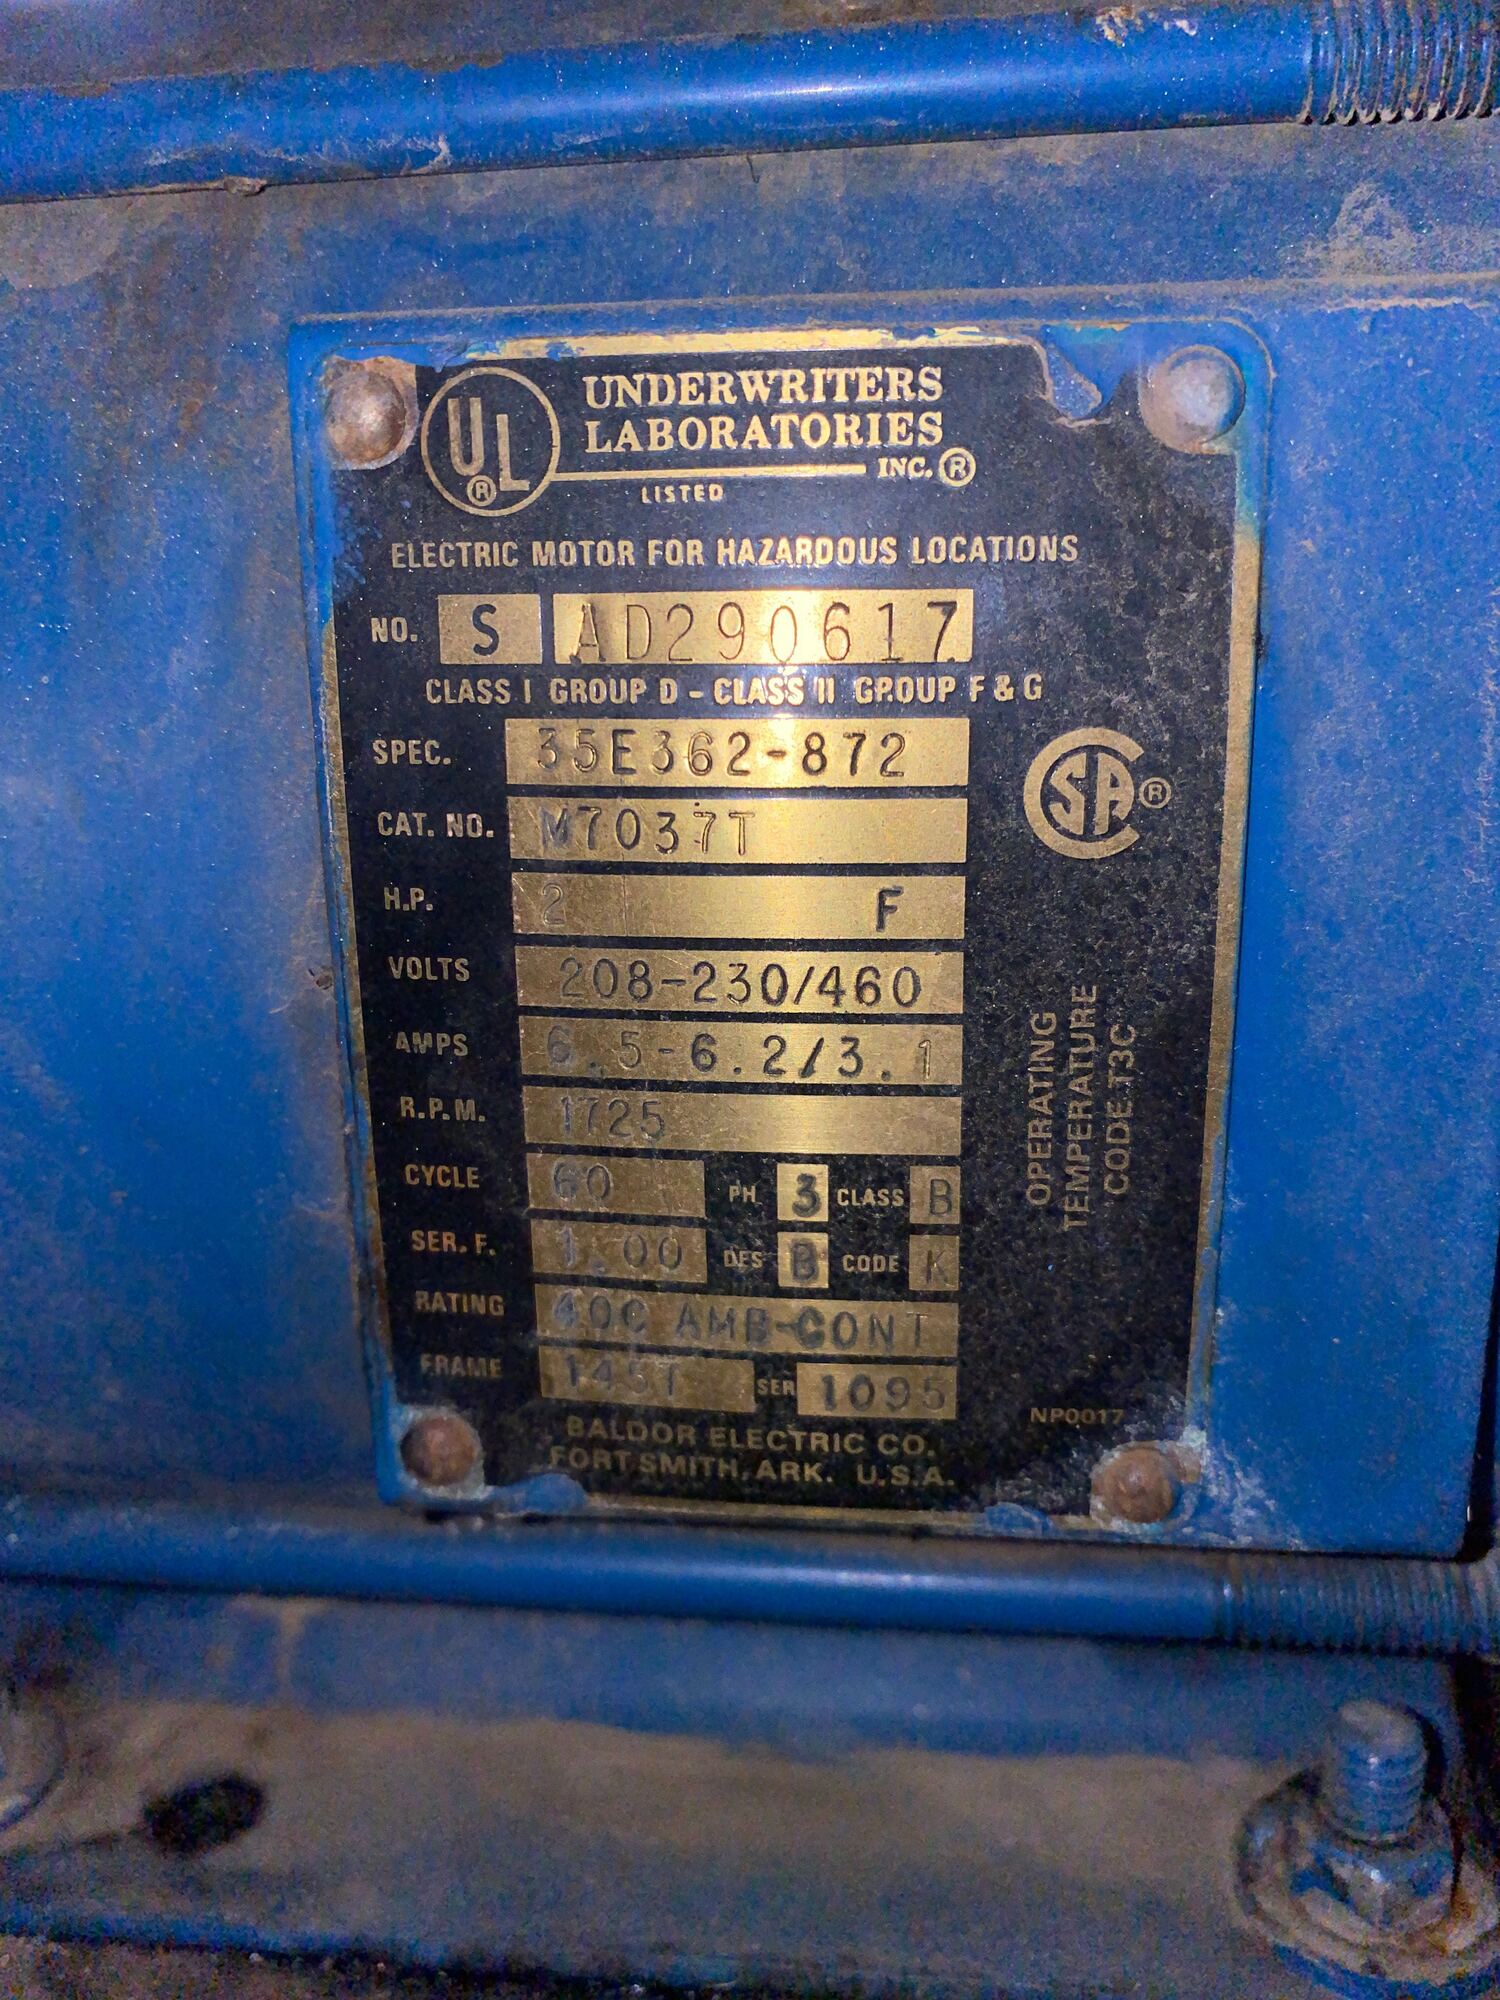 UL®
UNDERWRITERS
LABORATORIES
INC.®
LISTED
ELECTRIC MOTOR FOR HAZARDOUS LOCATIONS
NO. S AD290617
CLASS I GROUP D - CLASS II GROUP F & G
SPEC. 35E362-872
CSA®
CAT. NO. M7037T
H.P. 2 F
VOLTS 208-230/460
AMPS 6.5-6.2/3.1
R.P.M. 1725
CYCLE 60 PH 3 CLASS B
SER. F. 1.00 DES B CODE K
RATING 40C AMB-CONT
FRAME 145T SER 1095
OPERATING
TEMPERATURE
CODE T3C
NP0017
BALDOR ELECTRIC CO.
FORT SMITH, ARK. U.S.A.